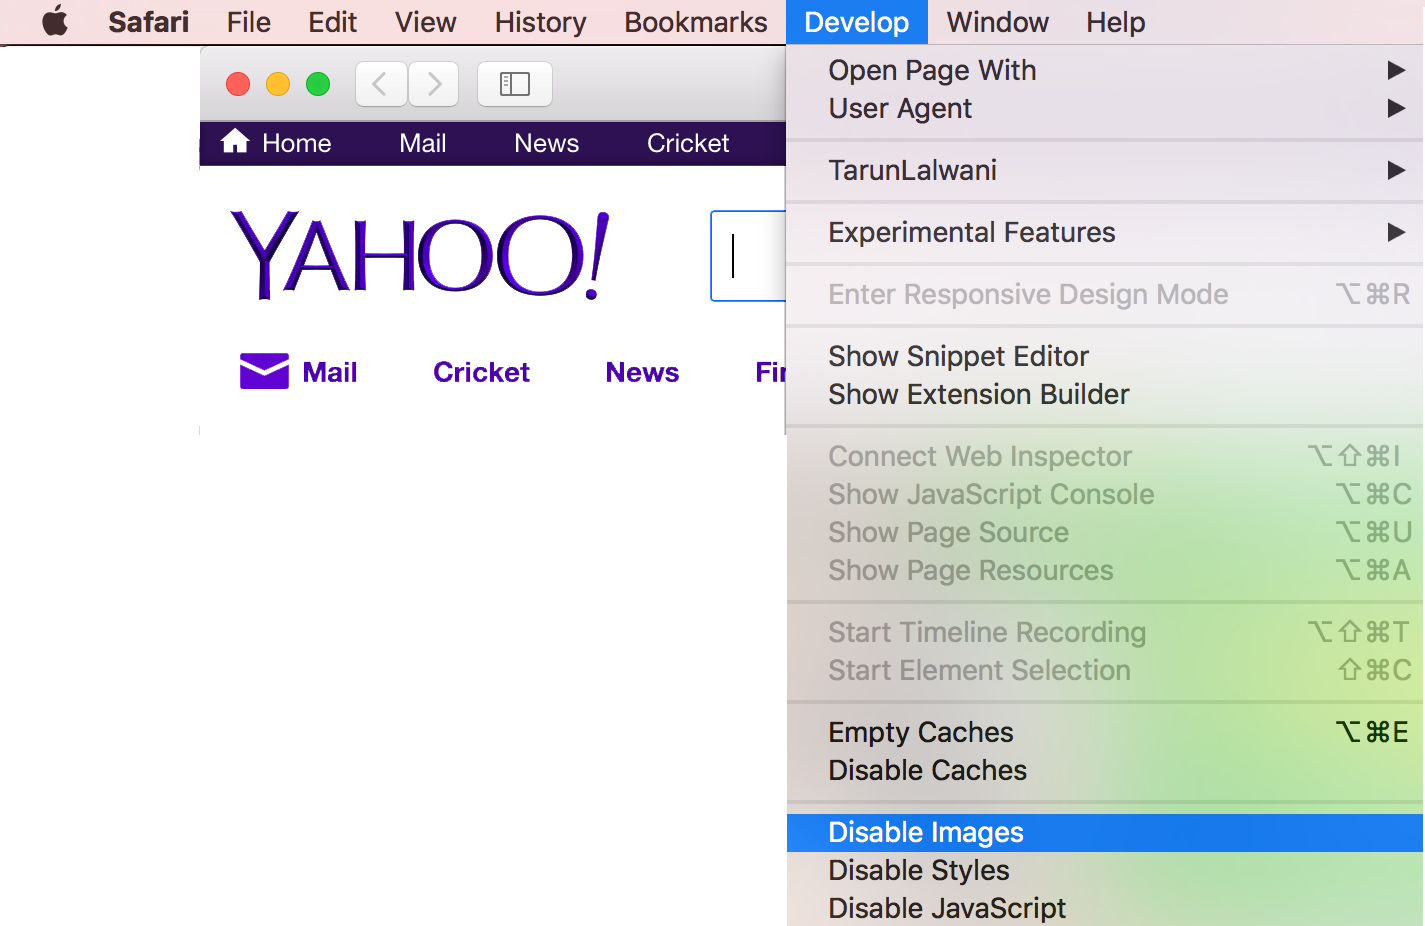 Safari File Edit View History Bookmarks Develop Window Help
Home Mail News Cricket
YAHOO!
Mail Cricket News
Open Page With ▶
User Agent ▶
TarunLalwani ▶
Experimental Features ▶
Enter Responsive Design Mode ⌥⌘R
Show Snippet Editor
Show Extension Builder
Connect Web Inspector ⌥⇧⌘I
Show JavaScript Console ⌥⌘C
Show Page Source ⌥⌘U
Show Page Resources ⌥⌘A
Start Timeline Recording ⌥⇧⌘T
Start Element Selection ⇧⌘C
Empty Caches ⌥⌘E
Disable Caches
Disable Images
Disable Styles
Disable JavaScript